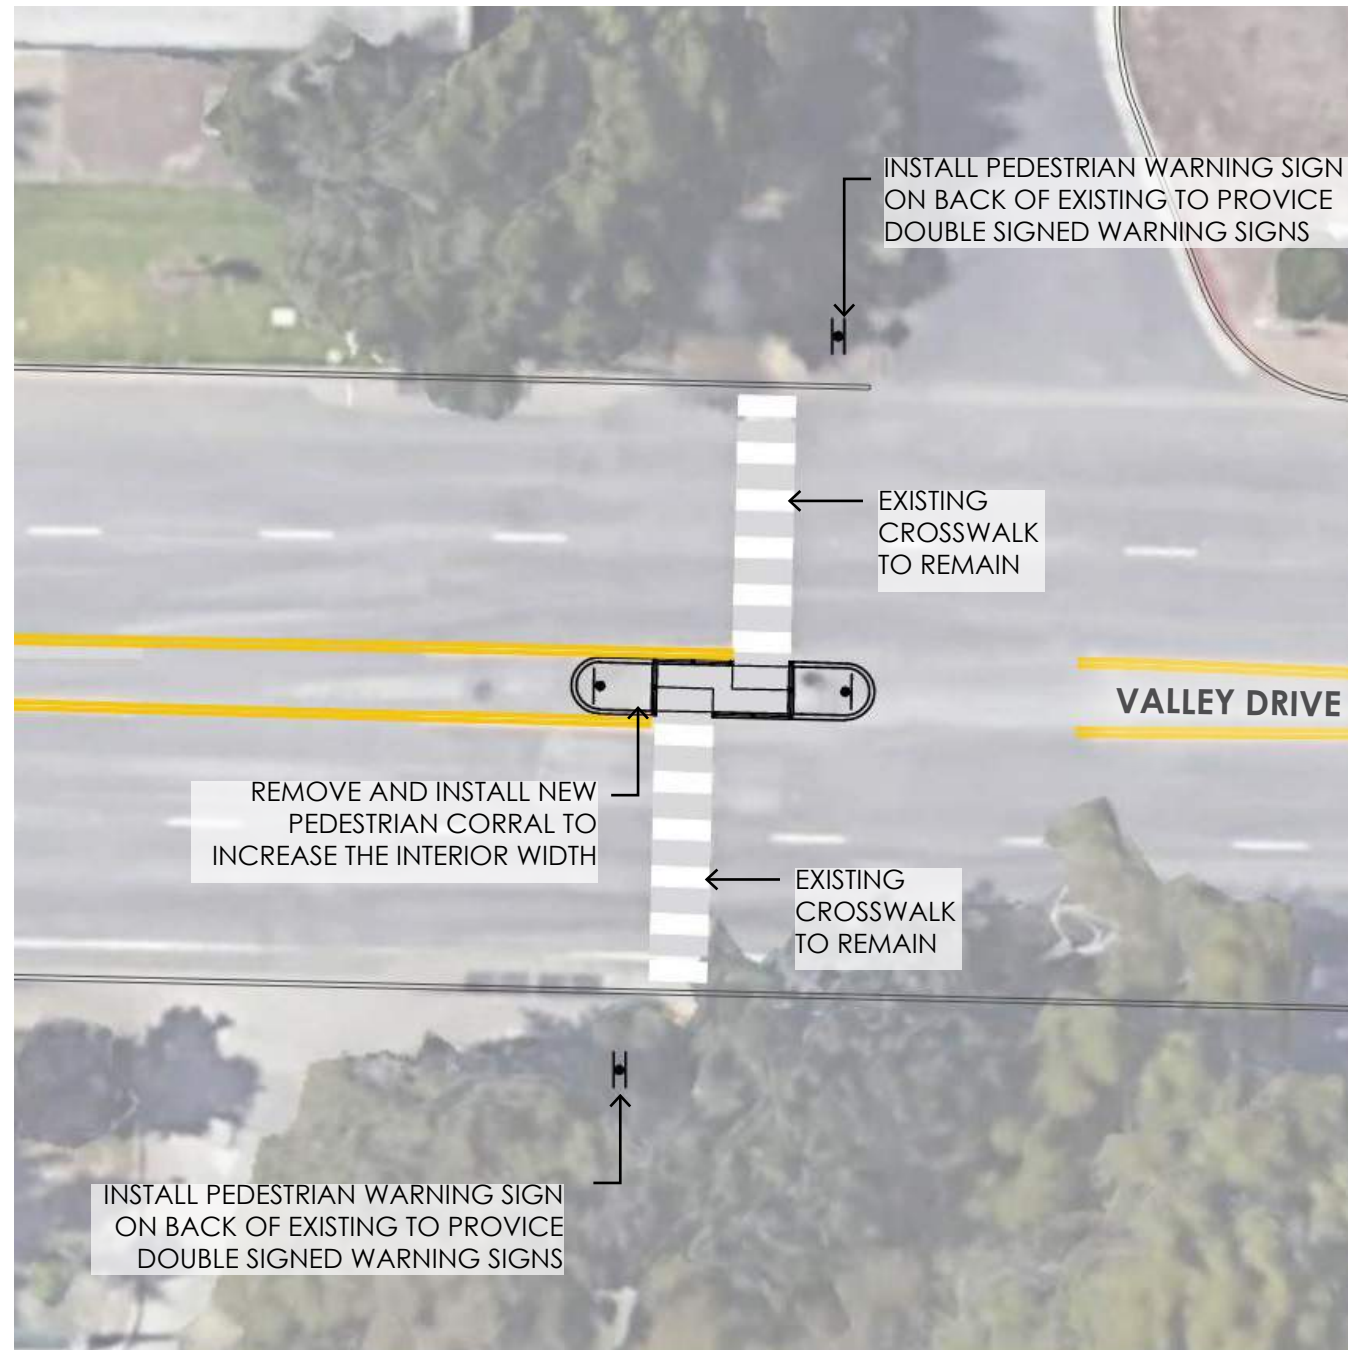 INSTALL PEDESTRIAN WARNING SIGN
ON BACK OF EXISTING TO PROVICE
DOUBLE SIGNED WARNING SIGNS
EXISTING
CROSSWALK
TO REMAIN
VALLEY DRIVE
REMOVE AND INSTALL NEW
PEDESTRIAN CORRAL TO
INCREASE THE INTERIOR WIDTH
EXISTING
CROSSWALK
TO REMAIN
INSTALL PEDESTRIAN WARNING SIGN
ON BACK OF EXISTING TO PROVICE
DOUBLE SIGNED WARNING SIGNS